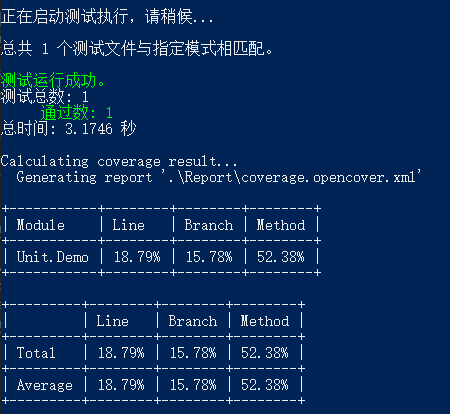 正在启动测试执行，请稍候...
总共 1 个测试文件与指定模式相匹配。
测试运行成功。
测试总数: 1
通过数: 1
总时间: 3.1746 秒
Calculating coverage result...
Generating report '.\Report\coverage.opencover.xml'
+-----------+--------+--------+--------+
| Module | Line | Branch | Method |
+-----------+--------+--------+--------+
| Unit.Demo | 18.79% | 15.78% | 52.38% |
+-----------+--------+--------+--------+
+---------+--------+--------+--------+
| | Line | Branch | Method |
+---------+--------+--------+--------+
| Total | 18.79% | 15.78% | 52.38% |
+---------+--------+--------+--------+
| Average | 18.79% | 15.78% | 52.38% |
+---------+--------+--------+--------+